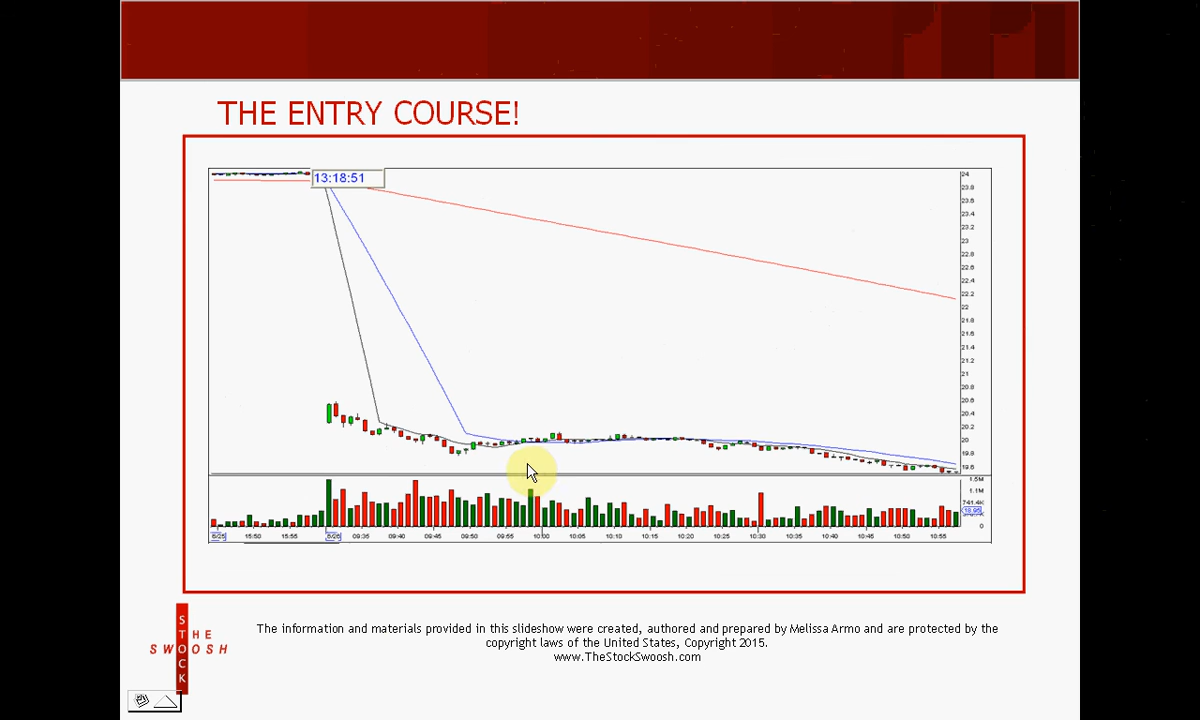 THE ENTRY COURSE!
13:18:51
24
23.8
23.6
23.4
23.2
23
22.8
22.6
22.4
22.2
22
21.8
21.6
21.4
21.2
21
20.8
20.6
20.4
20.2
20
19.8
19.6
1.5M
1.1M
741.4K
18.95
0
6/25 15:50 15:55 6/26 09:35 09:40 09:45 09:50 09:55 10:00 10:05 10:10 10:15 10:20 10:25 10:30 10:35 10:40 10:45 10:50 10:55
THE
STOCK
SWOOSH
The information and materials provided in this slideshow were created, authored and prepared by Melissa Armo and are protected by the
copyright laws of the United States, Copyright 2015.
www.TheStockSwoosh.com